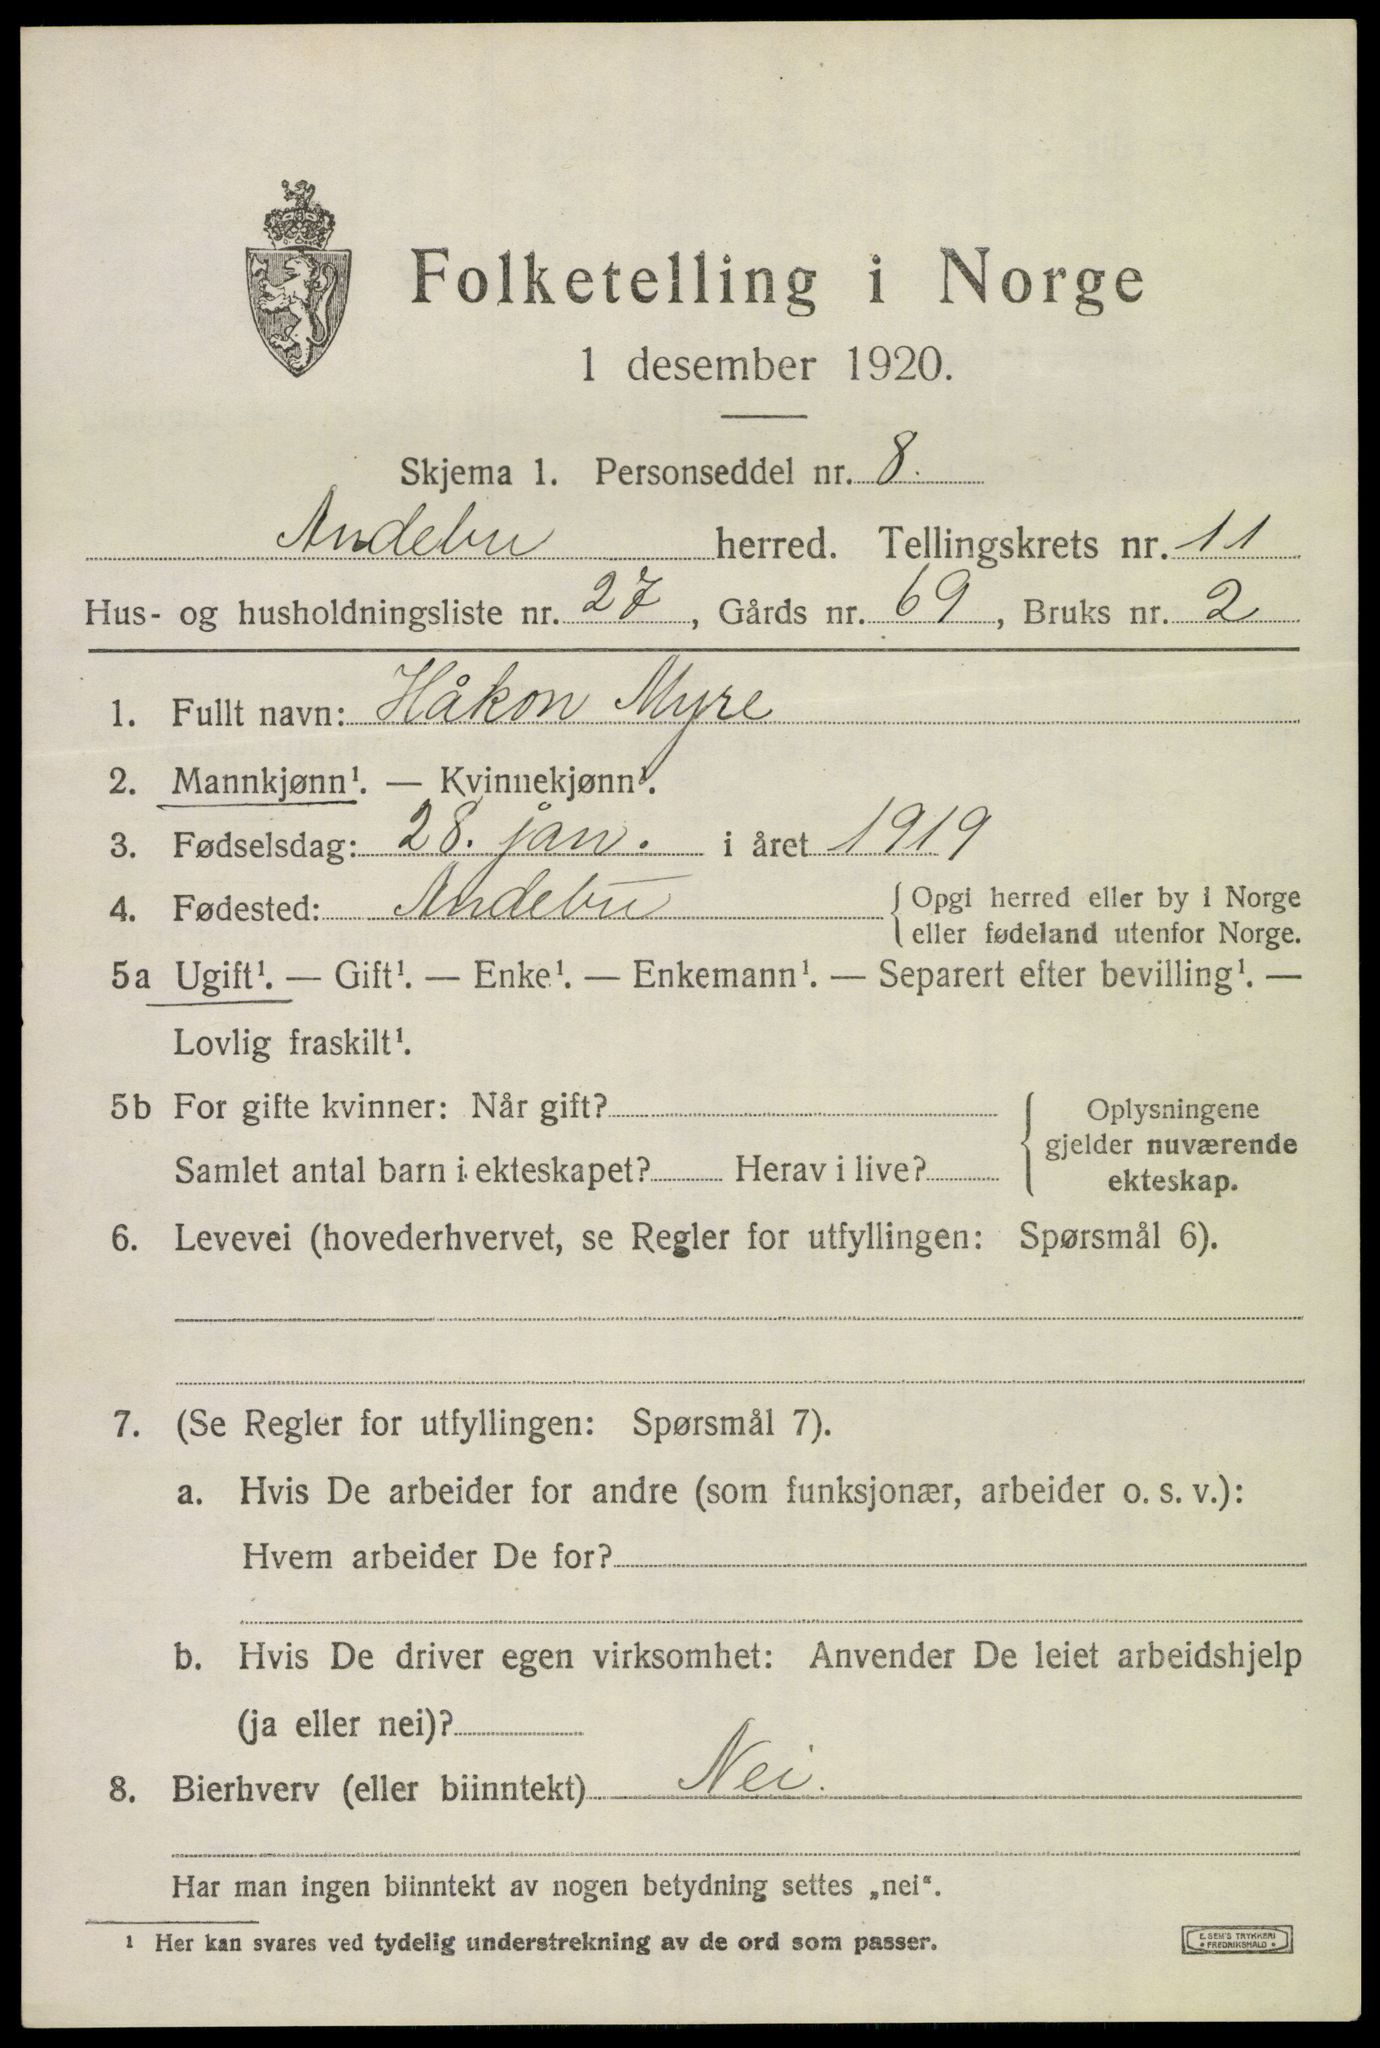 Folketelling i Norge
1 desember 1920.
Skjema 1. Personseddel nr. 8.
Andebu herred. Tellingskrets nr. 11
Hus- og husholdningsliste nr. 27, Gårds nr. 69, Bruks nr. 2
1. Fullt navn: Håkon Myre
2. Mannkjønn¹. — Kvinnekjønn¹.
3. Fødselsdag: 28. jan. i året 1919
4. Fødested: Andebu { Opgi herred eller by i Norge
eller fødeland utenfor Norge.
5a Ugift¹. — Gift¹. — Enke¹. — Enkemann¹. — Separert efter bevilling¹. —
Lovlig fraskilt¹.
5b For gifte kvinner: Når gift?
Samlet antal barn i ekteskapet? Herav i live?
Oplysningene
gjelder nuværende
ekteskap.
6. Levevei (hovederhvervet, se Regler for utfyllingen: Spørsmål 6).
7. (Se Regler for utfyllingen: Spørsmål 7).
a. Hvis De arbeider for andre (som funksjonær, arbeider o. s. v.):
Hvem arbeider De for?
b. Hvis De driver egen virksomhet: Anvender De leiet arbeidshjelp
(ja eller nei)?
8. Bierhverv (eller biinntekt) Nei.
Har man ingen biinntekt av nogen betydning settes „nei“.
¹ Her kan svares ved tydelig understrekning av de ord som passer.
E. SEM'S TRYKKERI
• FREDRIKSHALD •